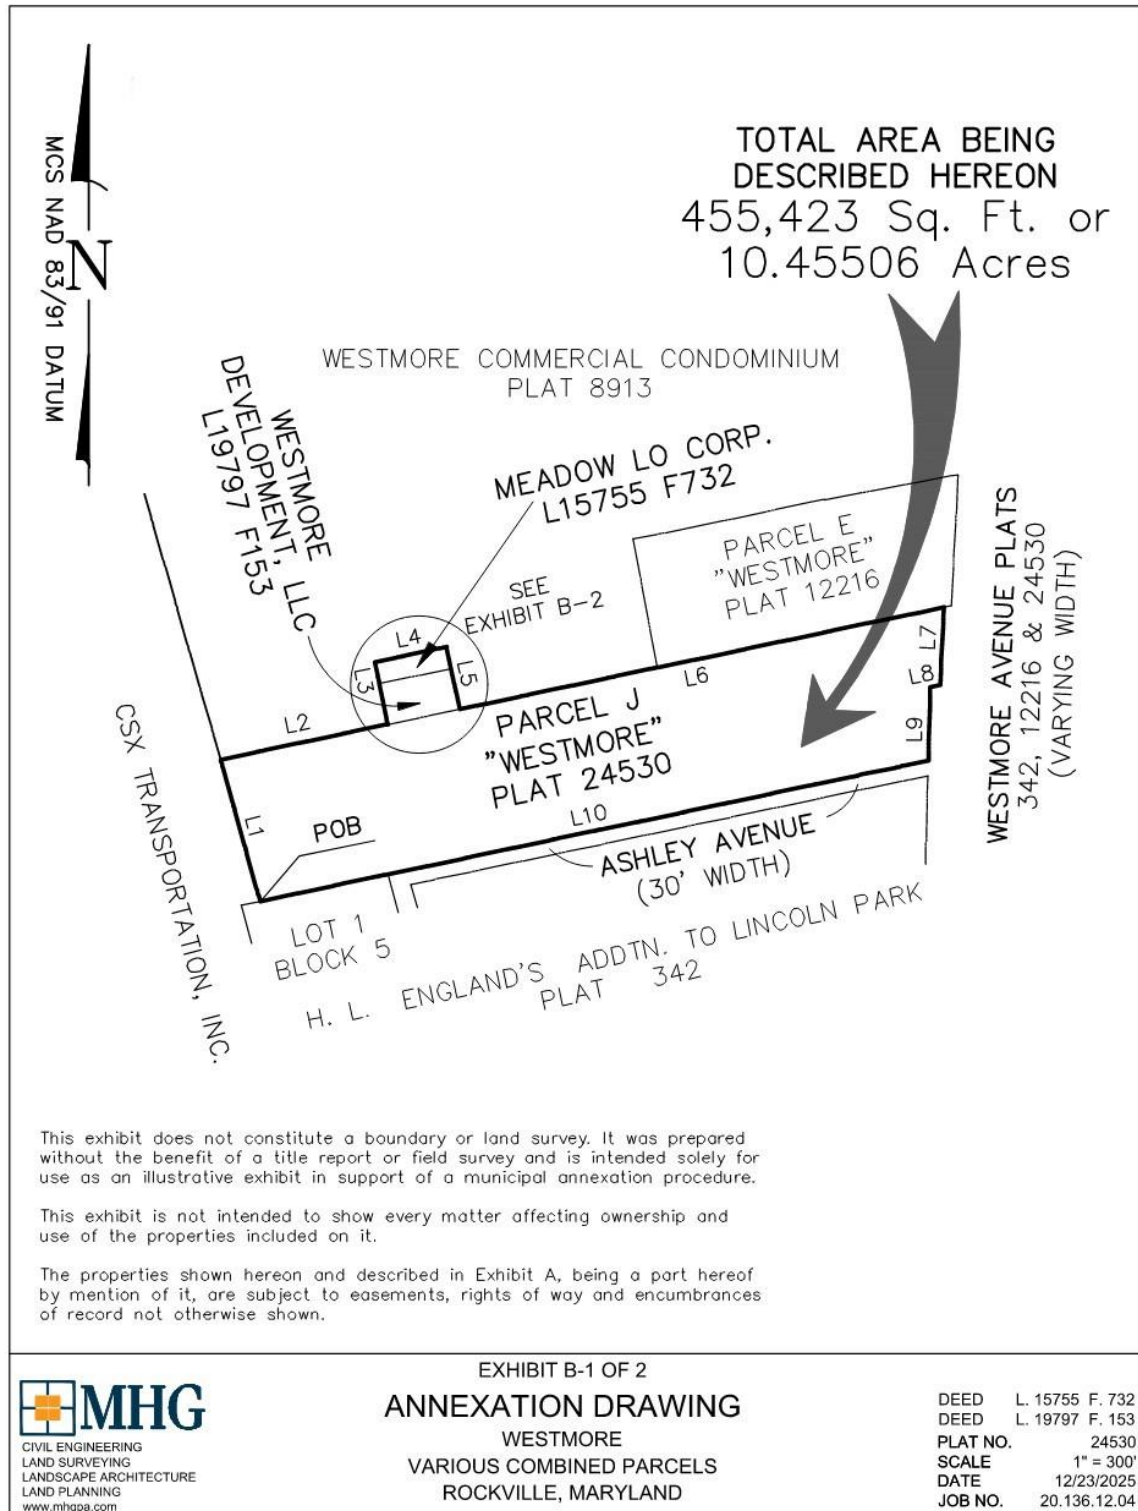 MCS NAD 83/91 DATUM
N
TOTAL AREA BEING
DESCRIBED HEREON
455,423 Sq. Ft. or
10.45506 Acres
WESTMORE COMMERCIAL CONDOMINIUM
PLAT 8913
WESTMORE
DEVELOPMENT, LLC
L19797 F153
MEADOW LO CORP.
L15755 F732
SEE
EXHIBIT B-2
PARCEL E
"WESTMORE"
PLAT 12216
WESTMORE AVENUE PLATS
342, 12216 & 24530
(VARYING WIDTH)
L4
L3
L5
L2
L6
L7
L8
L9
PARCEL J
"WESTMORE"
PLAT 24530
L1
POB
L10
ASHLEY AVENUE
(30' WIDTH)
CSX TRANSPORTATION, INC.
LOT 1
BLOCK 5
H. L. ENGLAND'S ADDTN. TO LINCOLN PARK
PLAT 342
This exhibit does not constitute a boundary or land survey. It was prepared
without the benefit of a title report or field survey and is intended solely for
use as an illustrative exhibit in support of a municipal annexation procedure.
This exhibit is not intended to show every matter affecting ownership and
use of the properties included on it.
The properties shown hereon and described in Exhibit A, being a part hereof
by mention of it, are subject to easements, rights of way and encumbrances
of record not otherwise shown.
MHG
CIVIL ENGINEERING
LAND SURVEYING
LANDSCAPE ARCHITECTURE
LAND PLANNING
www.mhgpa.com
EXHIBIT B-1 OF 2
ANNEXATION DRAWING
WESTMORE
VARIOUS COMBINED PARCELS
ROCKVILLE, MARYLAND
DEED L. 15755 F. 732
DEED L. 19797 F. 153
PLAT NO. 24530
SCALE 1" = 300'
DATE 12/23/2025
JOB NO. 20.136.12.04